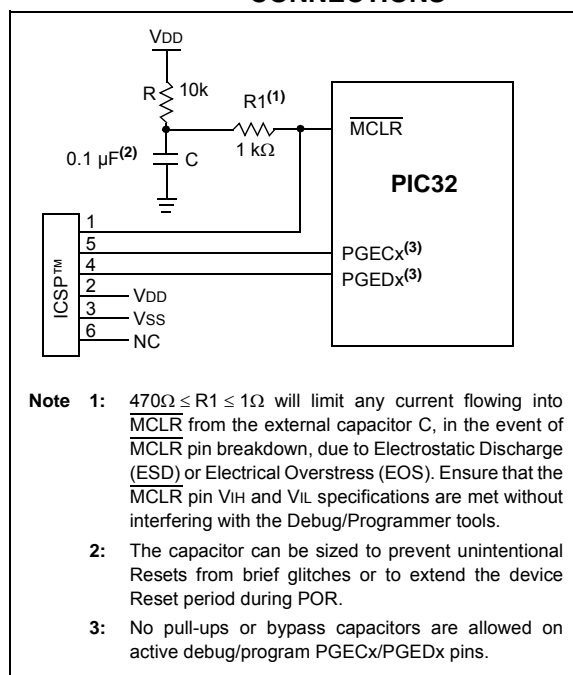 CONNECTIONS
VDD
R
10k
R1(1)
1 kΩ
0.1 µF(2)
C
MCLR
PIC32
PGECx(3)
PGEDx(3)
ICSP™
1
5
4
2
VDD
3
VSS
6
NC
Note 1: 470Ω ≤ R1 ≤ 1Ω will limit any current flowing into
MCLR from the external capacitor C, in the event of
MCLR pin breakdown, due to Electrostatic Discharge
(ESD) or Electrical Overstress (EOS). Ensure that the
MCLR pin VIH and VIL specifications are met without
interfering with the Debug/Programmer tools.
2: The capacitor can be sized to prevent unintentional
Resets from brief glitches or to extend the device
Reset period during POR.
3: No pull-ups or bypass capacitors are allowed on
active debug/program PGECx/PGEDx pins.